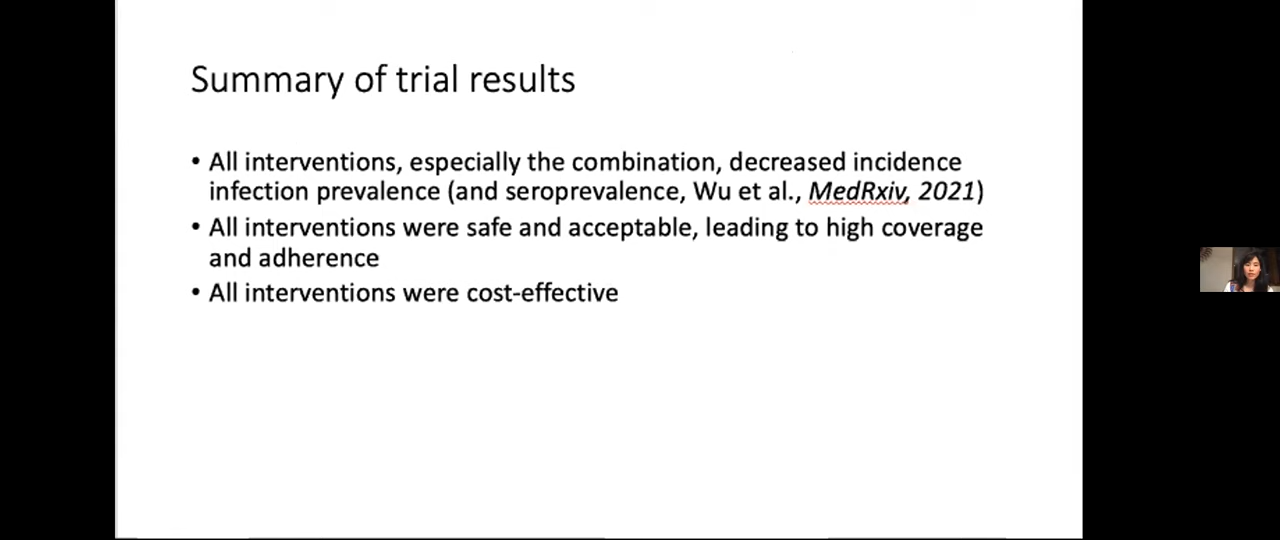 Summary of trial results
• All interventions, especially the combination, decreased incidence
infection prevalence (and seroprevalence, Wu et al., MedRxiv, 2021)
• All interventions were safe and acceptable, leading to high coverage
and adherence
• All interventions were cost-effective